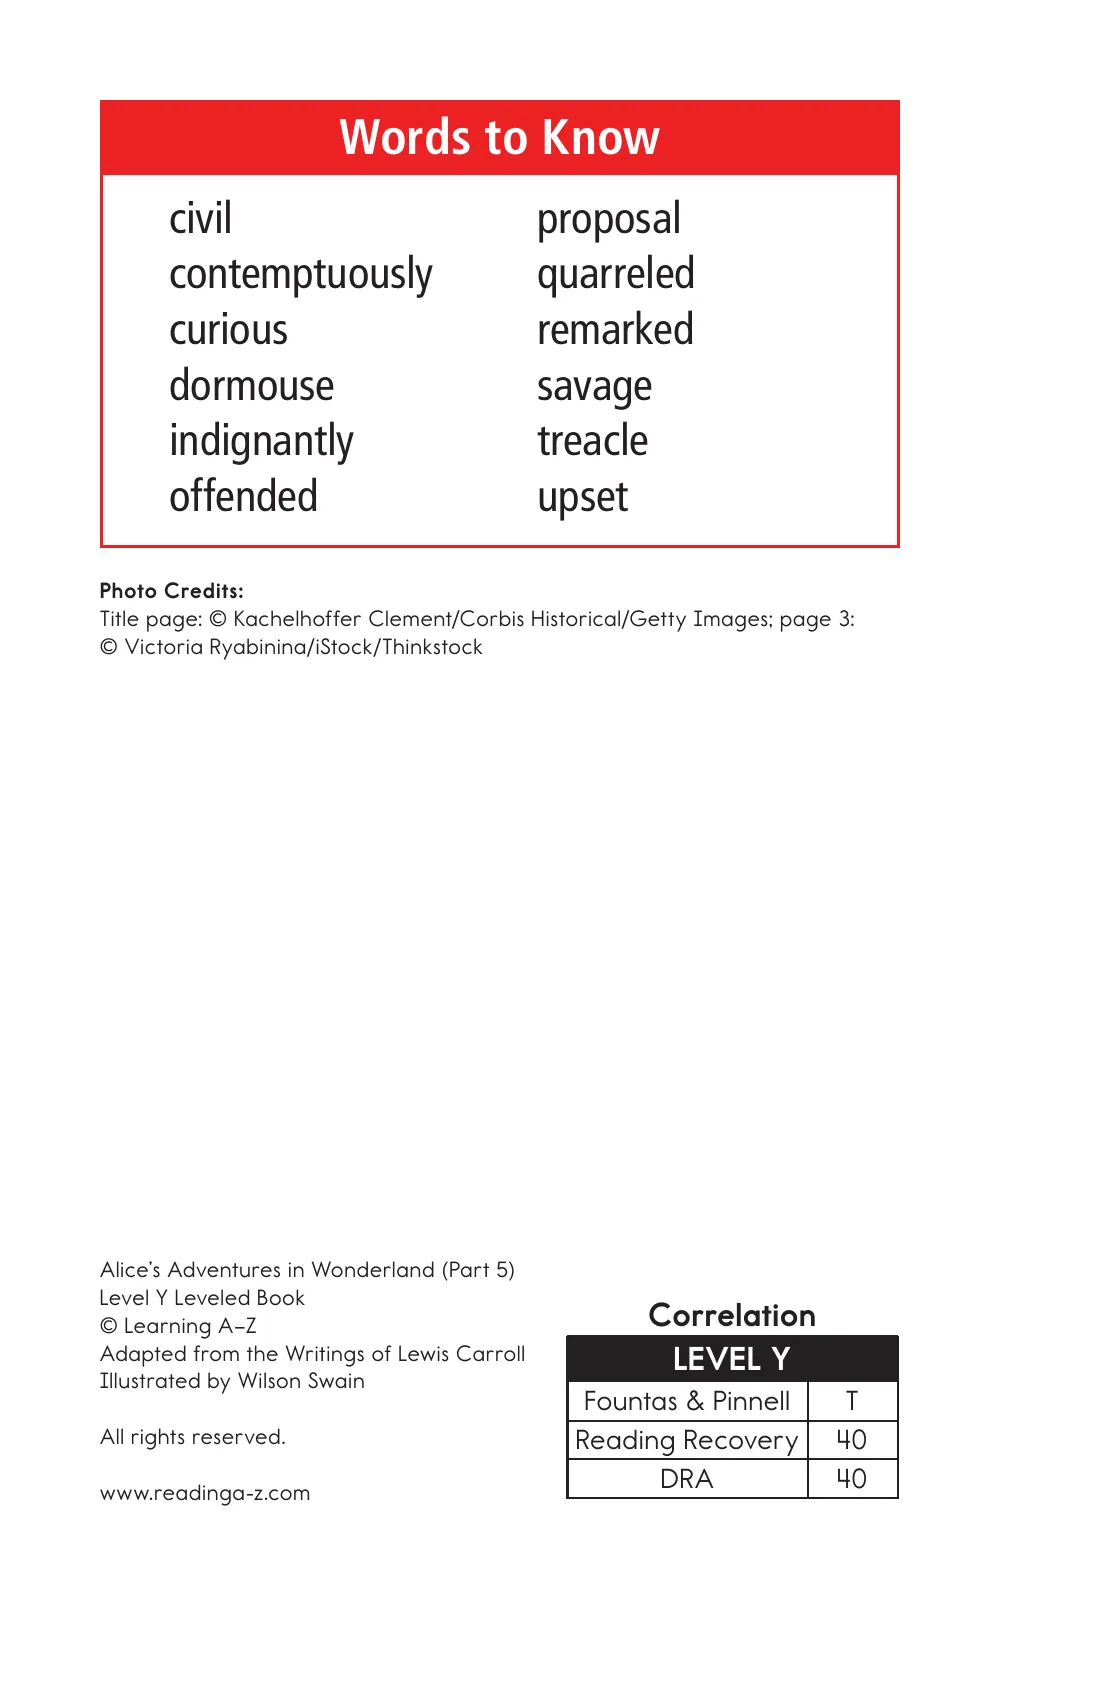 Words to Know
civil
contemptuously
curious
dormouse
indignantly
offended
proposal
quarreled
remarked
savage
treacle
upset
Photo Credits:
Title page: © Kachelhoffer Clement/Corbis Historical/Getty Images; page 3:
© Victoria Ryabinina/iStock/Thinkstock
Alice’s Adventures in Wonderland (Part 5)
Level Y Leveled Book
© Learning A–Z
Adapted from the Writings of Lewis Carroll
Illustrated by Wilson Swain
All rights reserved.
www.readinga-z.com
Correlation
LEVEL Y
Fountas & Pinnell T
Reading Recovery 40
DRA 40